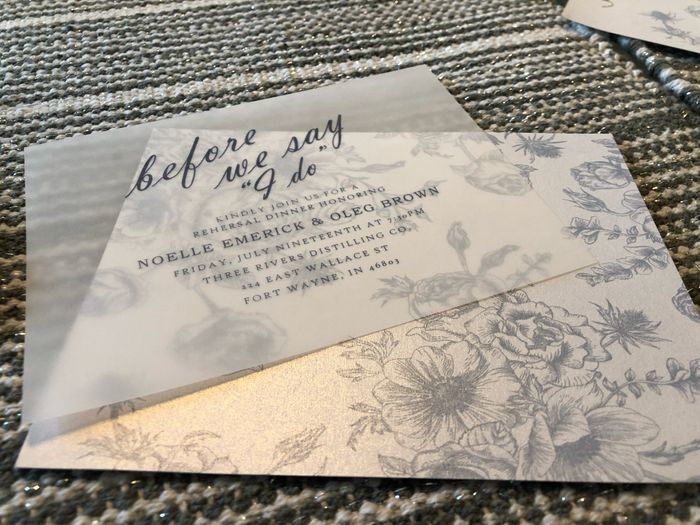 before
we say
"I do"
KINDLY JOIN US FOR A
REHERSAL DINNER HONORING
NOELLE EMERICK & OLEG BROWN
FRIDAY, JULY NINETEENTH AT 7:30PM
THREE RIVERS DISTILLING CO.
224 EAST WALLACE ST
FORT WAYNE, IN 46803